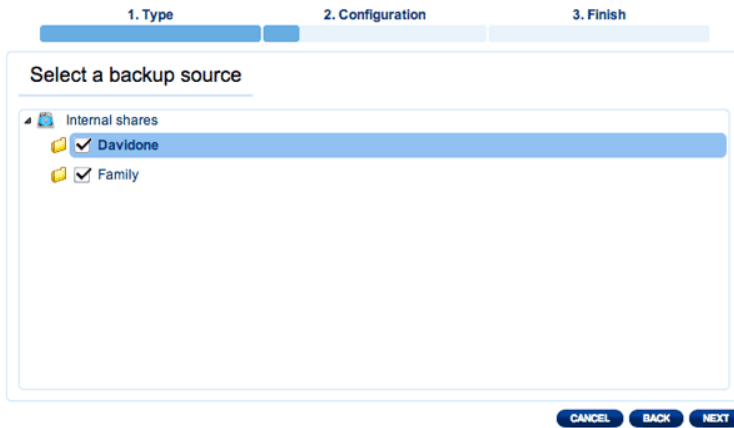 1. Type 2. Configuration 3. Finish
Select a backup source
Internal shares
Davidone
Family
CANCEL BACK NEXT